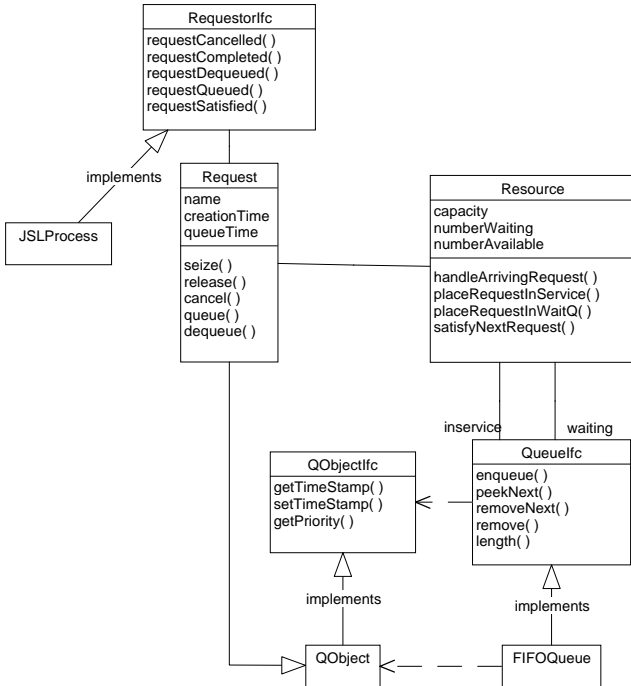 RequestorIfc
requestCancelled( )
requestCompleted( )
requestDequeued( )
requestQueued( )
requestSatisfied( )
implements
JSLProcess
Request
name
creationTime
queueTime
seize( )
release( )
cancel( )
queue( )
dequeue( )
Resource
capacity
numberWaiting
numberAvailable
handleArrivingRequest( )
placeRequestInService( )
placeRequestInWaitQ( )
satisfyNextRequest( )
inservice
waiting
QObjectIfc
getTimeStamp( )
setTimeStamp( )
getPriority( )
QueueIfc
enqueue( )
peekNext( )
removeNext( )
remove( )
length( )
implements
implements
QObject
FIFOQueue